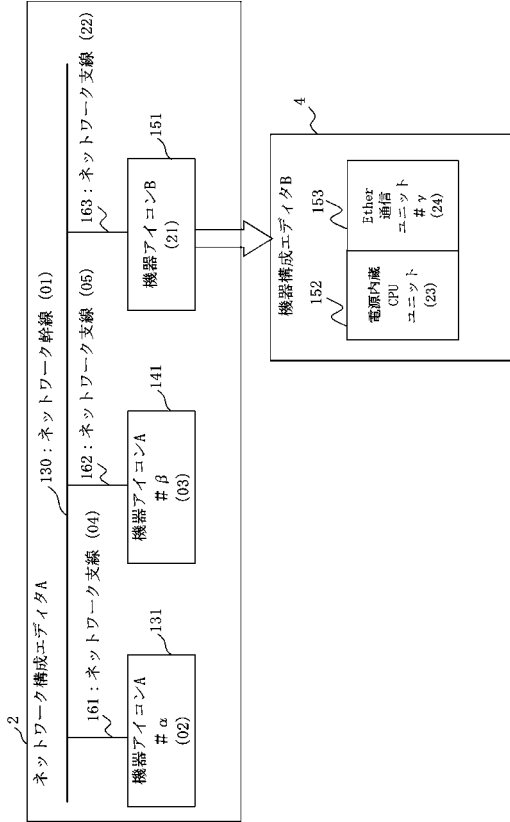 2
ネットワーク構成エディタA
130：ネットワーク幹線 (01)
161：ネットワーク支線 (04)
162：ネットワーク支線 (05)
163：ネットワーク支線 (22)
131
機器アイコンA
# α
(02)
141
機器アイコンA
# β
(03)
151
機器アイコンB
(21)
4
機器構成エディタB
152
電源内蔵
CPU
ユニット
(23)
153
Ether
通信
ユニット
# γ
(24)